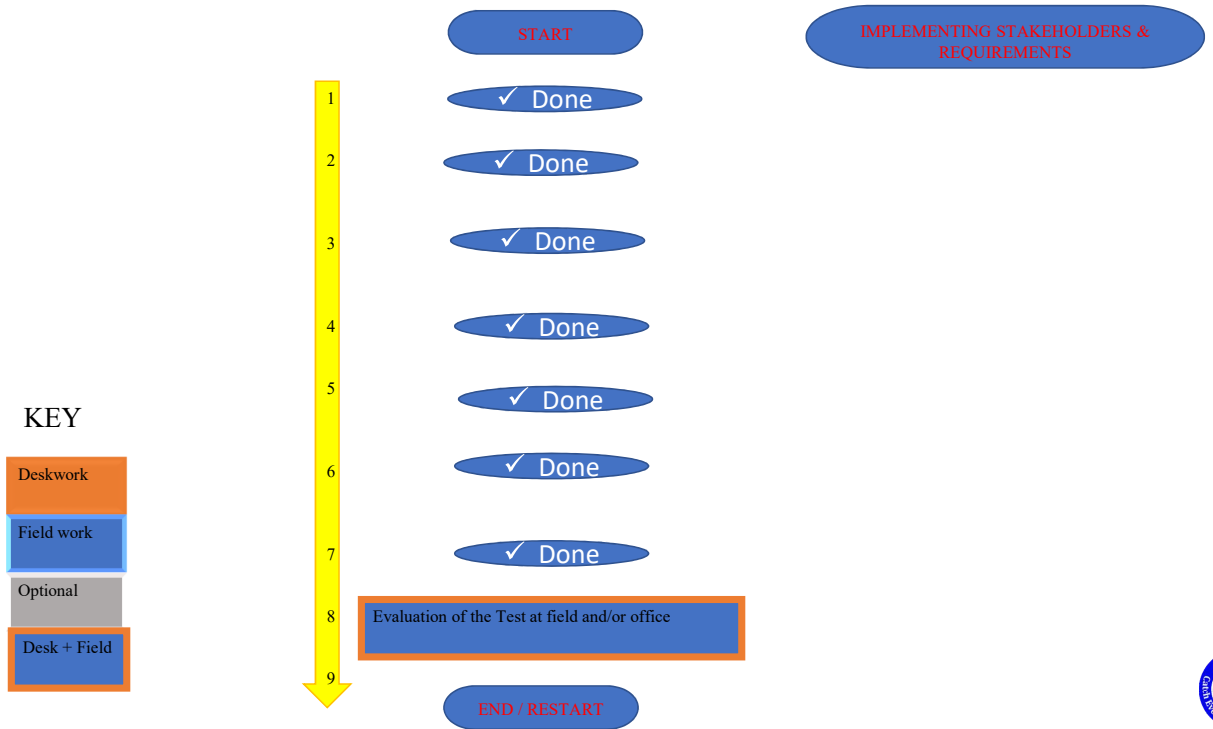 START
IMPLEMENTING STAKEHOLDERS &
REQUIREMENTS
1
✓ Done
2
✓ Done
3
✓ Done
4
✓ Done
5
✓ Done
6
✓ Done
7
✓ Done
8
Evaluation of the Test at field and/or office
9
END / RESTART
KEY
Deskwork
Field work
Optional
Desk + Field
Catch